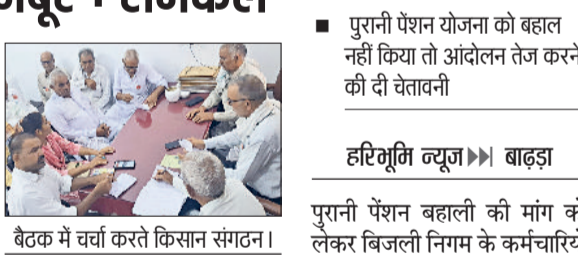 पुरानी पेंशन योजना को बहाल
नहीं किया तो आंदोलन तेज करने
की दी चेतावनी
हरिभूमि न्यूज बाढ़ड़ा
पुरानी पेंशन बहाली की मांग को
लेकर बिजली निगम के कर्मचारियों
बैठक में चर्चा करते किसान संगठन।